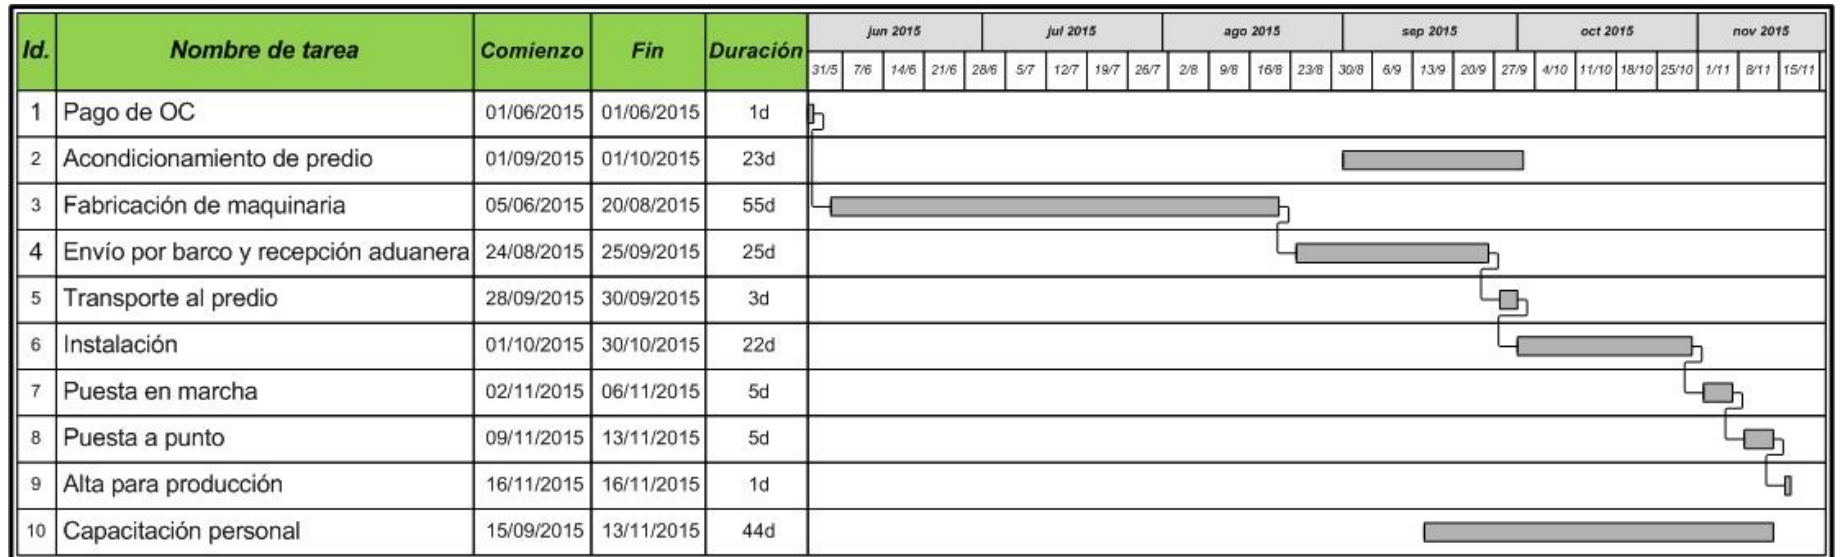 Id. Nombre de tarea Comienzo Fin Duración jun 2015 jul 2015 ago 2015 sep 2015 oct 2015 nov 2015
31/5 7/6 14/6 21/6 28/6 5/7 12/7 19/7 26/7 2/8 9/8 16/8 23/8 30/8 6/9 13/9 20/9 27/9 4/10 11/10 18/10 25/10 1/11 8/11 15/11
1 Pago de OC 01/06/2015 01/06/2015 1d
2 Acondicionamiento de predio 01/09/2015 01/10/2015 23d
3 Fabricación de maquinaria 05/06/2015 20/08/2015 55d
4 Envío por barco y recepción aduanera 24/08/2015 25/09/2015 25d
5 Transporte al predio 28/09/2015 30/09/2015 3d
6 Instalación 01/10/2015 30/10/2015 22d
7 Puesta en marcha 02/11/2015 06/11/2015 5d
8 Puesta a punto 09/11/2015 13/11/2015 5d
9 Alta para producción 16/11/2015 16/11/2015 1d
10 Capacitación personal 15/09/2015 13/11/2015 44d